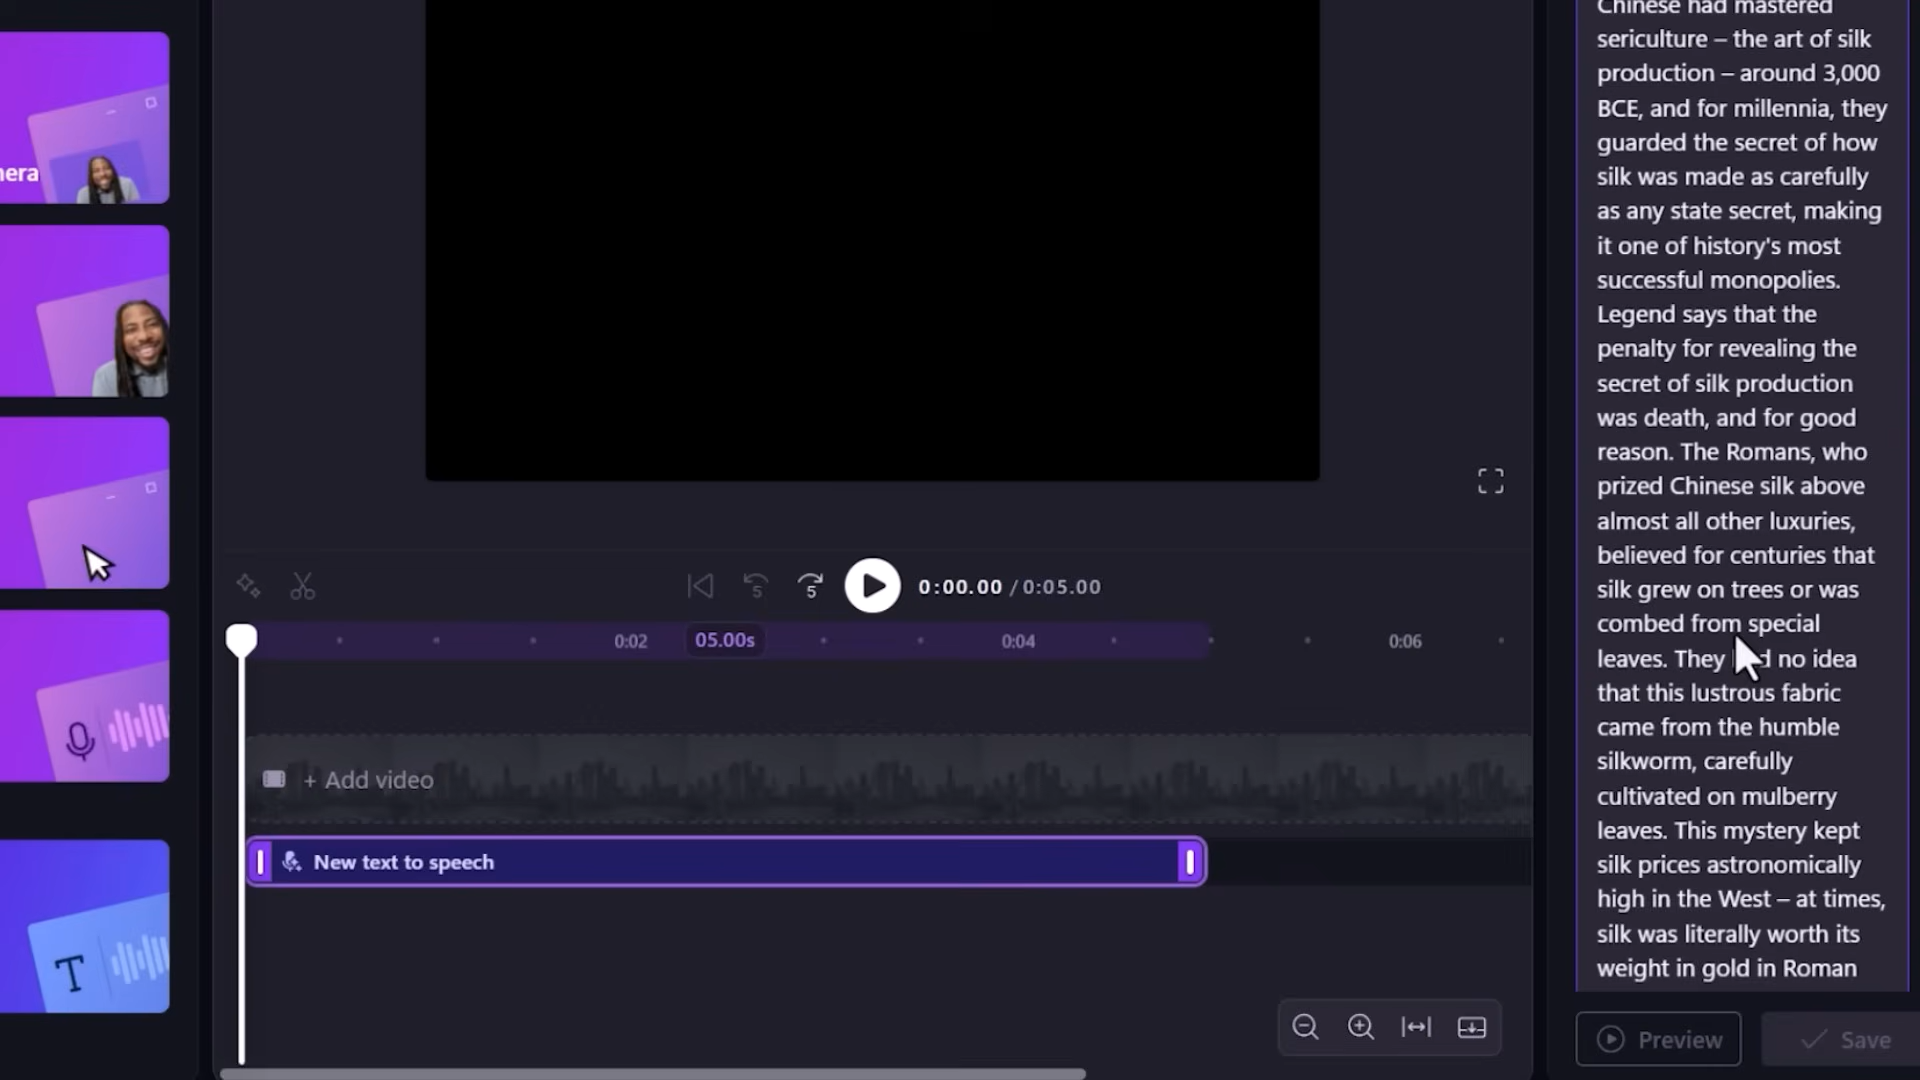 nera
5
5
0:00.00 / 0:05.00
0:02
05.00s
0:04
0:06
+ Add video
New text to speech
T
Chinese had mastered
sericulture – the art of silk
production – around 3,000
BCE, and for millennia, they
guarded the secret of how
silk was made as carefully
as any state secret, making
it one of history's most
successful monopolies.
Legend says that the
penalty for revealing the
secret of silk production
was death, and for good
reason. The Romans, who
prized Chinese silk above
almost all other luxuries,
believed for centuries that
silk grew on trees or was
combed from special
leaves. They no idea
that this lustrous fabric
came from the humble
silkworm, carefully
cultivated on mulberry
leaves. This mystery kept
silk prices astronomically
high in the West – at times,
silk was literally worth its
weight in gold in Roman
Preview
Save